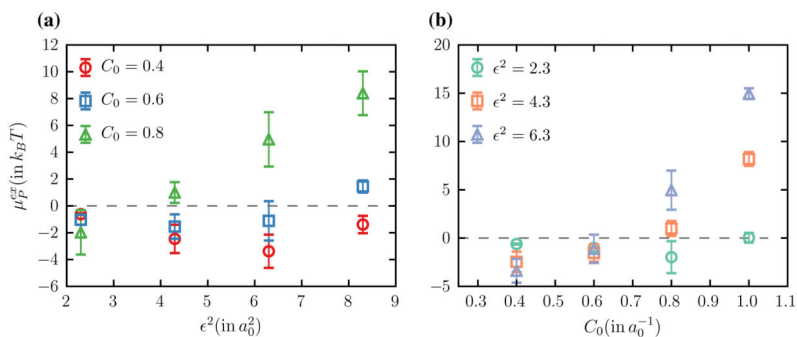 (a)
12
10
8
6
4
2
0
−2
−4
−6
μ_P^{ex}(in k_BT)
C_0 = 0.4
C_0 = 0.6
C_0 = 0.8
2 3 4 5 6 7 8 9
ϵ²(in a_0^2)
(b)
20
15
10
5
0
−5
ϵ² = 2.3
ϵ² = 4.3
ϵ² = 6.3
0.3 0.4 0.5 0.6 0.7 0.8 0.9 1.0 1.1
C_0(in a_0^{-1})